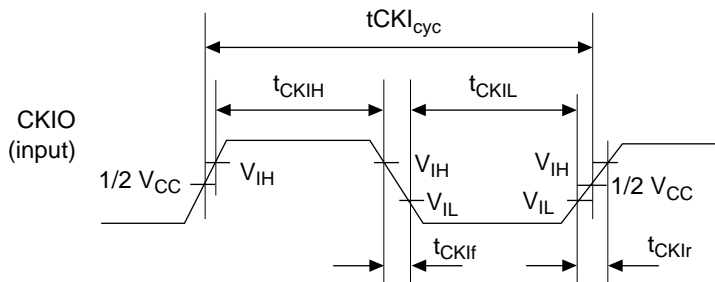 tCKIcyc
tCKIH tCKIL
CKIO
(input)
VIH VIH VIH
1/2 VCC 1/2 VCC
VIL VIL
tCKIf tCKIr